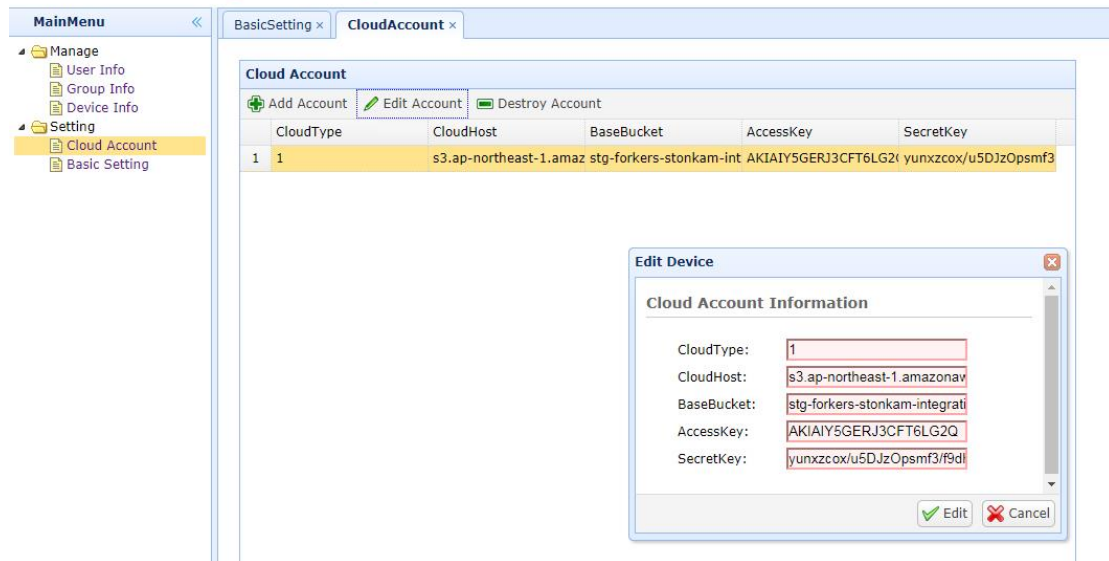 MainMenu
Manage
User Info
Group Info
Device Info
Setting
Cloud Account
Basic Setting
BasicSetting × CloudAccount ×
Cloud Account
Add Account Edit Account Destroy Account
CloudType CloudHost BaseBucket AccessKey SecretKey
1 1 s3.ap-northeast-1.amaz stg-forkers-stonkam-int AKIAIY5GERJ3CFT6LG2 yunxzcox/u5DJzOpsmf3
Edit Device
Cloud Account Information
CloudType: 1
CloudHost: s3.ap-northeast-1.amazonaw
BaseBucket: stg-forkers-stonkam-integrati
AccessKey: AKIAIY5GERJ3CFT6LG2Q
SecretKey: yunxzcox/u5DJzOpsmf3/f9d
Edit Cancel